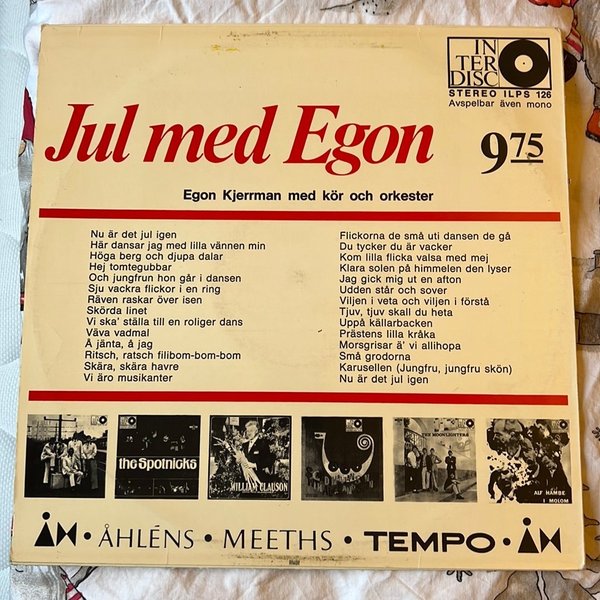 IN
TER
DISC
STEREO ILPS 126
Avspelbar även mono
Jul med Egon
9 75
Egon Kjerrman med kör och orkester
Nu är det jul igen
Här dansar jag med lilla vännen min
Höga berg och djupa dalar
Hej tomtegubbar
Och jungfrun hon går i dansen
Sju vackra flickor i en ring
Räven raskar över isen
Skörda linet
Vi ska' ställa till en roliger dans
Väva vadmal
Å jänta, å jag
Ritsch, ratsch filibom-bom-bom
Skära, skära havre
Vi äro musikanter
Flickorna de små uti dansen de gå
Du tycker du är vacker
Kom lilla flicka valsa med mej
Klara solen på himmelen den lyser
Jag gick mig ut en afton
Udden står och sover
Viljen i veta och viljen i förstå
Tjuv, tjuv skall du heta
Uppå källarbacken
Prästens lilla kråka
Morsgrisar ä' vi allihopa
Små grodorna
Karusellen (Jungfru, jungfru skön)
Nu är det jul igen
the Spotnicks
WILLIAM CLAUSON
THE MOONLIGHTERS
ALF HAMBE
I MOLOM
ÅH • ÅHLÉNS • MEETHS • TEMPO • ÅH